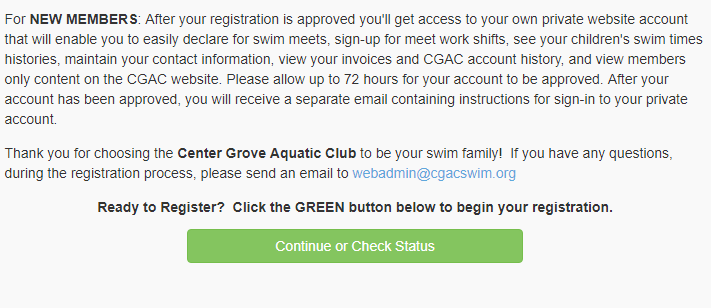 For NEW MEMBERS: After your registration is approved you'll get access to your own private website account
that will enable you to easily declare for swim meets, sign-up for meet work shifts, see your children's swim times
histories, maintain your contact information, view your invoices and CGAC account history, and view members
only content on the CGAC website. Please allow up to 72 hours for your account to be approved. After your
account has been approved, you will receive a separate email containing instructions for sign-in to your private
account.
Thank you for choosing the Center Grove Aquatic Club to be your swim family!  If you have any questions,
during the registration process, please send an email to webadmin@cgacswim.org
Ready to Register?  Click the GREEN button below to begin your registration.
Continue or Check Status